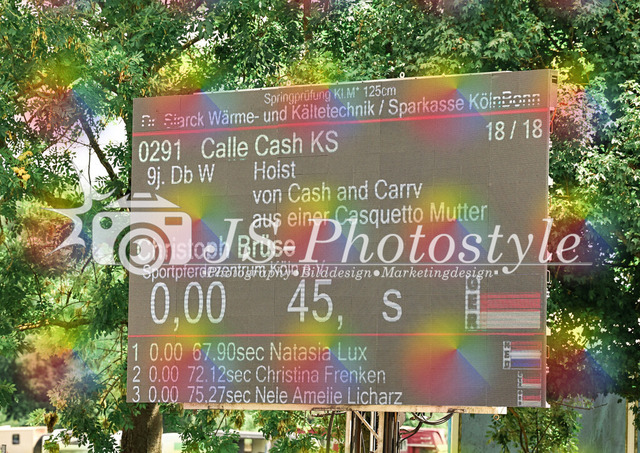 Springprüfung Kl.M* 125cm
Dr. Starck Wärme- und Kältetechnik / Sparkasse KölnBonn
18 / 18
0291 Calle Cash KS
9j. Db W Holst
von Cash and Carry
aus einer Casquetto Mutter
JS Photostyle
Christoph Brüse
Sportpferdezentrum Köln
Photography•Bilddesign•Marketingdesign•
0,00 45, s
1 0.00 67.90sec Natasia Lux
2 0.00 72.12sec Christina Frenken
3 0.00 75.27sec Nele Amelie Licharz